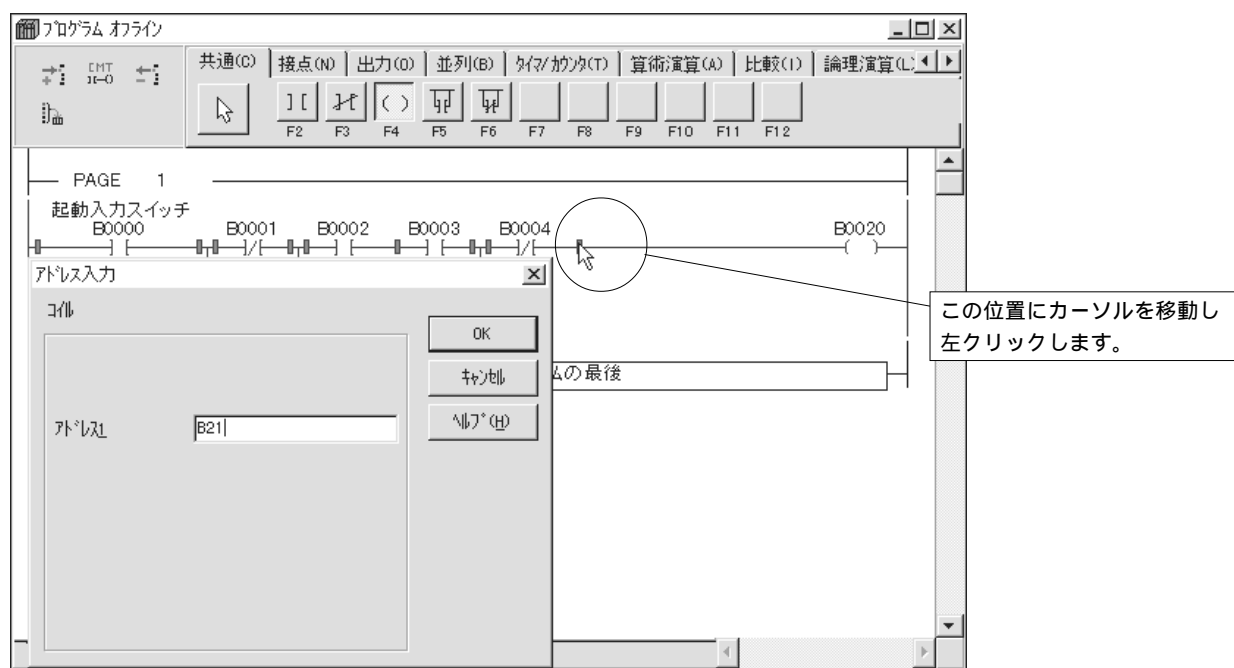 ﾌﾟﾛｸﾞﾗﾑ ｵﾌﾗｲﾝ
CMT
共通(C) 接点(N) 出力(O) 並列(B) ﾀｲﾏ/ｶｳﾝﾀ(T) 算術演算(A) 比較(I) 論理演算(L)
F2 F3 F4 F5 F6 F7 F8 F9 F10 F11 F12
PAGE 1
起動入力スイッチ
B0000 B0001 B0002 B0003 B0004 B0020
ｱﾄﾞﾚｽ入力
ｺｲﾙ
OK
ｷｬﾝｾﾙ
ﾍﾙﾌﾟ(H)
ｱﾄﾞﾚｽ1
B21
ムの最後
この位置にカーソルを移動し
左クリックします。